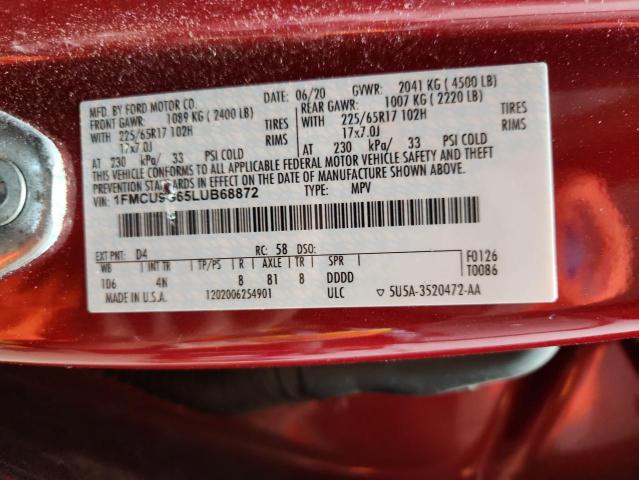 MFD. BY FORD MOTOR CO. DATE: 06/20 GVWR: 2041 KG (4500 LB)
FRONT GAWR: 1089 KG (2400 LB) REAR GAWR: 1007 KG (2220 LB)
WITH 225/65R17 102H TIRES WITH 225/65R17 102H TIRES
17x7.0J RIMS 17x7.0J RIMS
AT 230 kPa/ 33 PSI COLD AT 230 kPa/ 33 PSI COLD
THIS VEHICLE CONFORMS TO ALL APPLICABLE FEDERAL MOTOR VEHICLE SAFETY AND THEFT
PREVENTION STANDARDS IN EFFECT ON THE DATE OF MANUFACTURE SHOWN ABOVE.
VIN: TYPE: MPV
EXT PNT: D4 RC: 58 DSO:
WB INT TR TP/PS R AXLE TR SPR F0126
106 4N 8 81 8 DDDD T0086
MADE IN U.S.A. 1202006254901 ULC ▽ 5U5A-3520472-AA